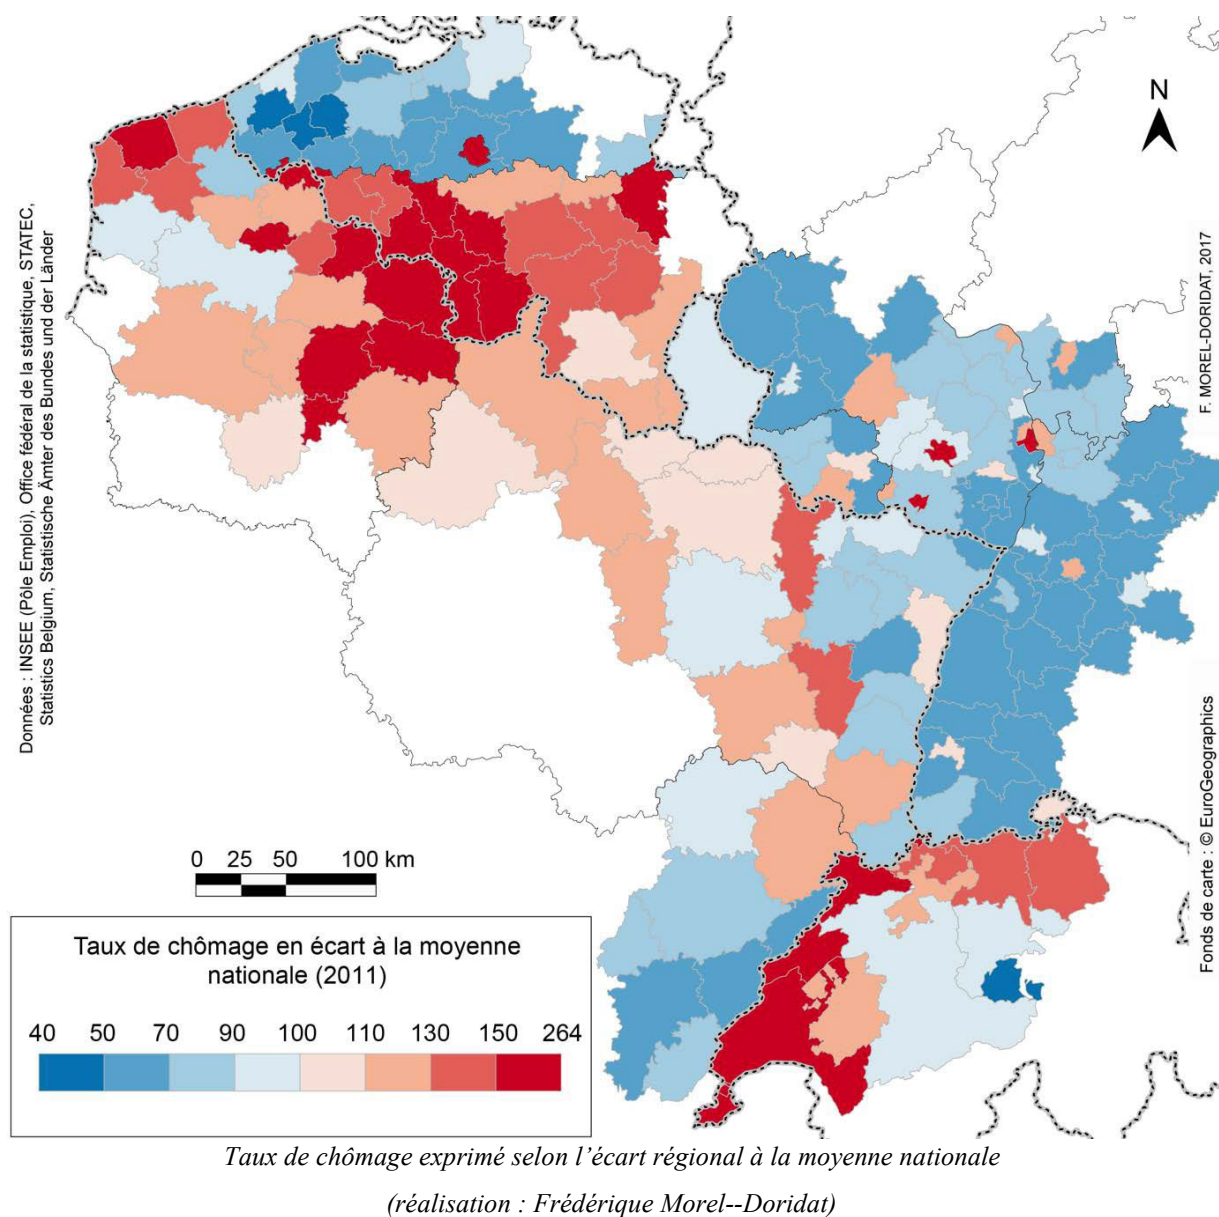 N
F. MOREL-DORIDAT, 2017
Données : INSEE (Pôle Emploi), Office fédéral de la statistique, STATEC,
Statistics Belgium, Statistische Ämter des Bundes und der Länder
Fonds de carte : © EuroGeographics
0 25 50 100 km
Taux de chômage en écart à la moyenne
nationale (2011)
40 50 70 90 100 110 130 150 264
Taux de chômage exprimé selon l’écart régional à la moyenne nationale
(réalisation : Frédérique Morel--Doridat)